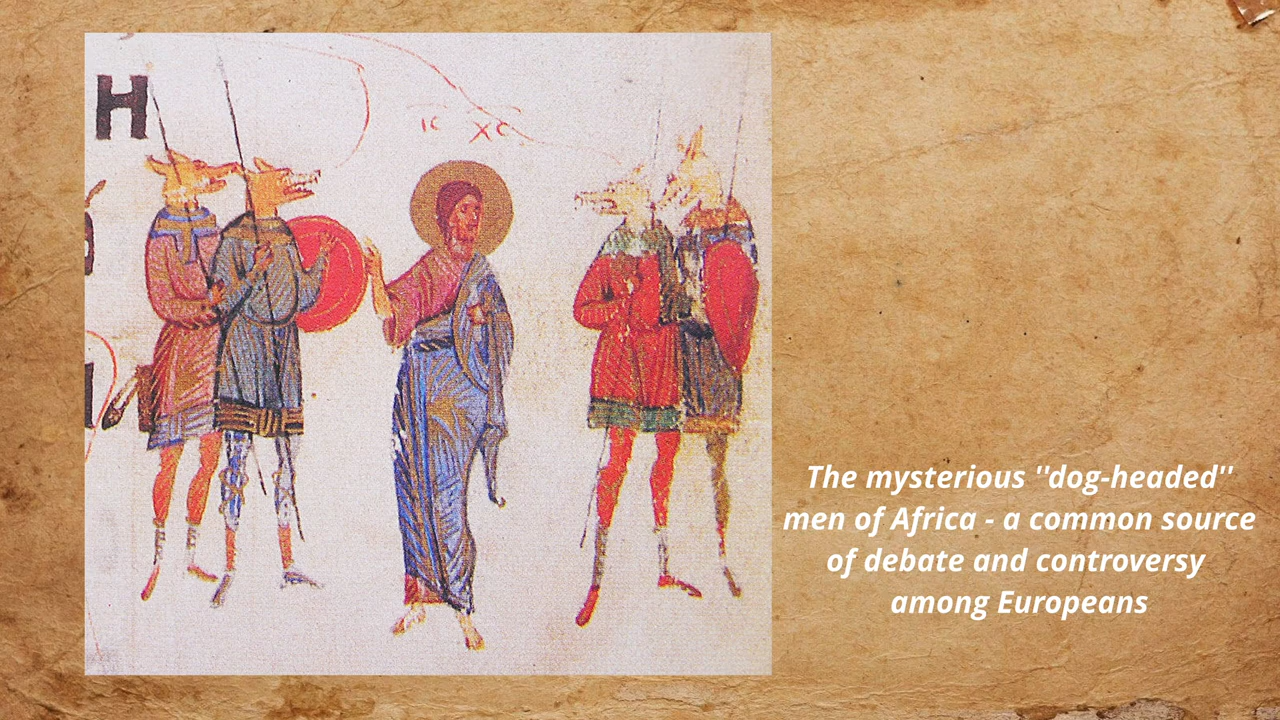 Н
IC XC
The mysterious "dog-headed"
men of Africa - a common source
of debate and controversy
among Europeans